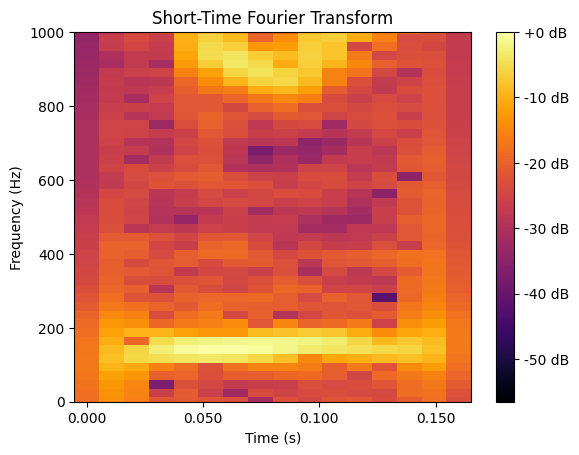 Short-Time Fourier Transform
1000
800
600
400
200
0
Frequency (Hz)
0.000
0.050
0.100
0.150
Time (s)
+0 dB
-10 dB
-20 dB
-30 dB
-40 dB
-50 dB